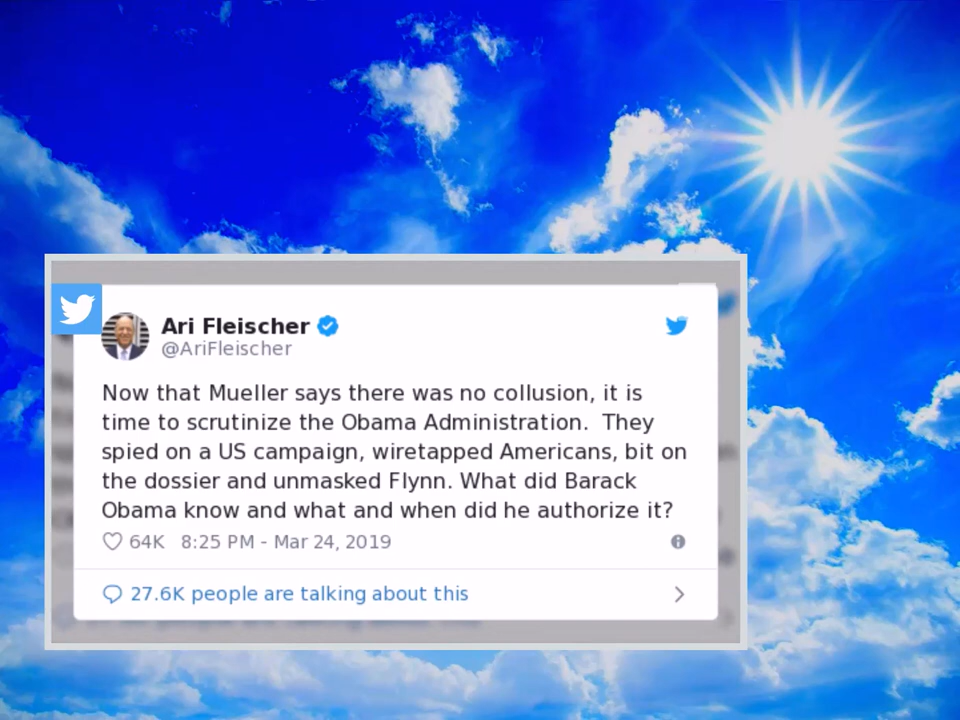 Ari Fleischer
@AriFleischer
Now that Mueller says there was no collusion, it is
time to scrutinize the Obama Administration.  They
spied on a US campaign, wiretapped Americans, bit on
the dossier and unmasked Flynn. What did Barack
Obama know and what and when did he authorize it?
64K 8:25 PM - Mar 24, 2019
27.6K people are talking about this